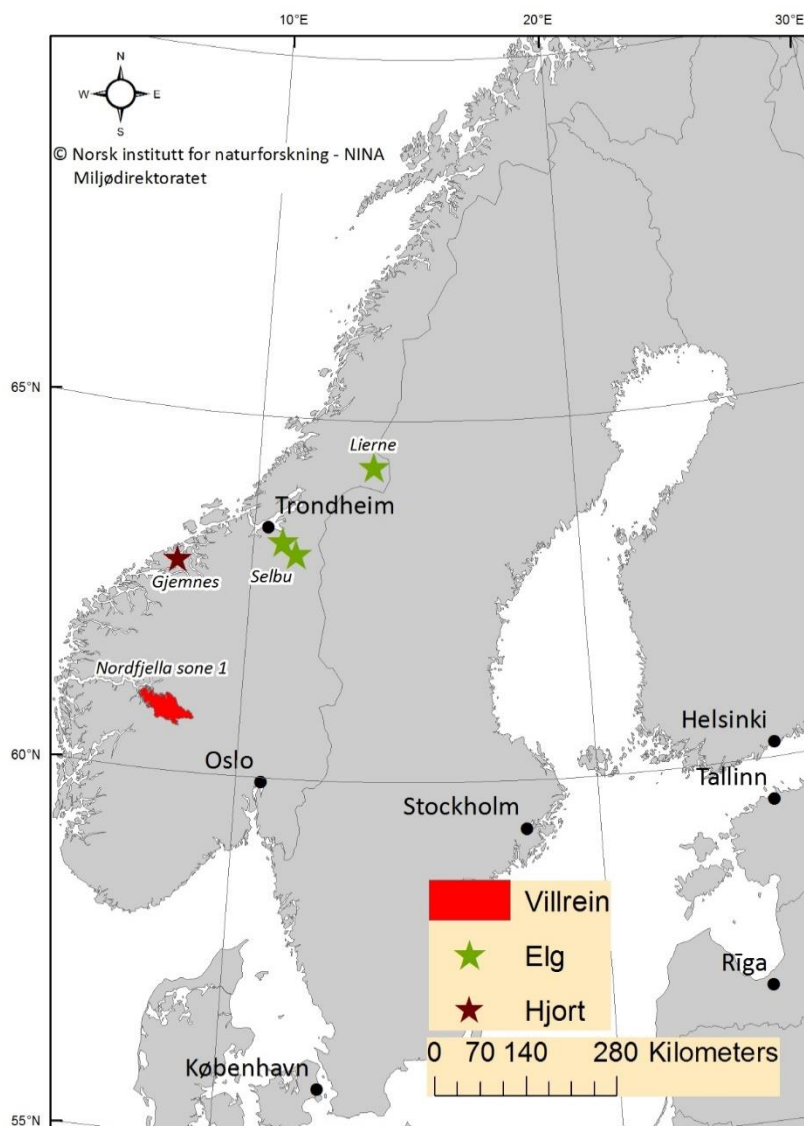 10°E
20°E
30°E
N
W
E
S
© Norsk institutt for naturforskning - NINA
Miljødirektoratet
65°N
Lierne
Trondheim
Gjemnes
Selbu
Nordfjella sone 1
60°N
Oslo
Helsinki
Tallinn
Stockholm
Villrein
Elg
Rīga
Hjort
0 70 140 280 Kilometers
København
55°N